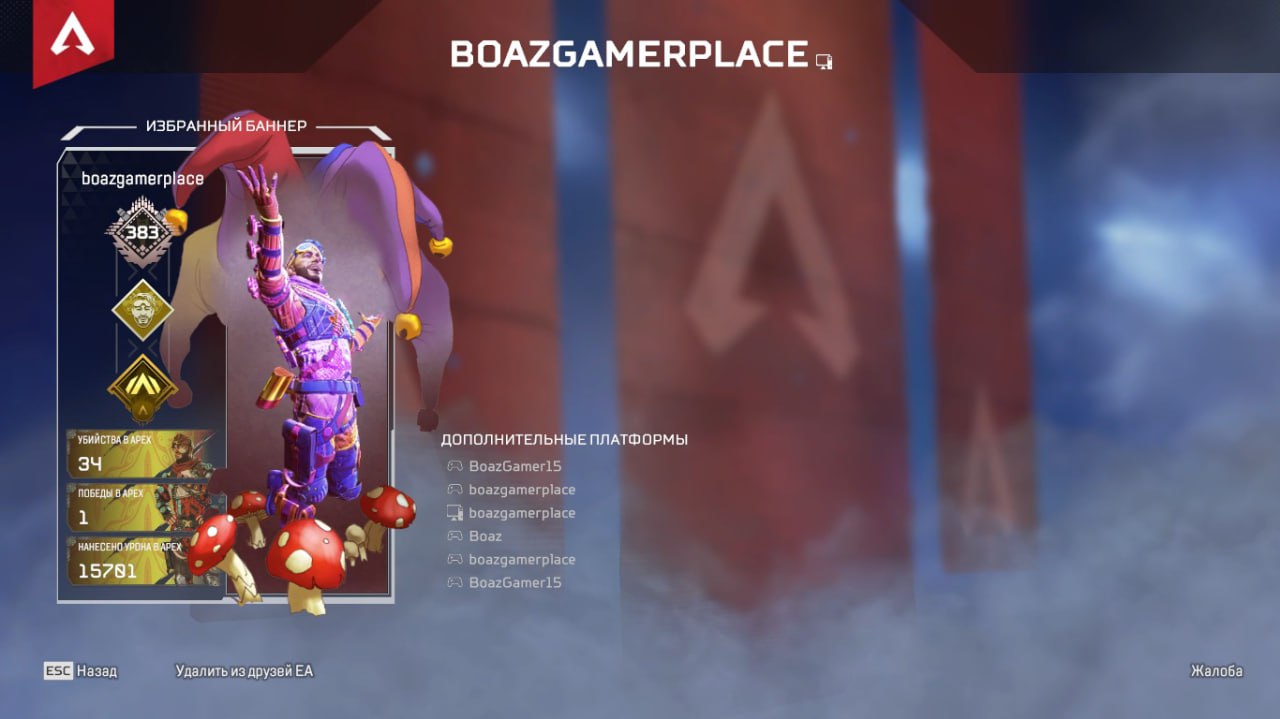 BOAZGAMERPLACE
ИЗБРАННЫЙ БАННЕР
boazgamerplace
383
УБИЙСТВА В APEX
34
ПОБЕДЫ В APEX
1
НАНЕСЕНО УРОНА В APEX
15701
ДОПОЛНИТЕЛЬНЫЕ ПЛАТФОРМЫ
BoazGamer15
boazgamerplace
boazgamerplace
Boaz
boazgamerplace
BoazGamer15
ESC Назад
Удалить из друзей EA
Жалоба